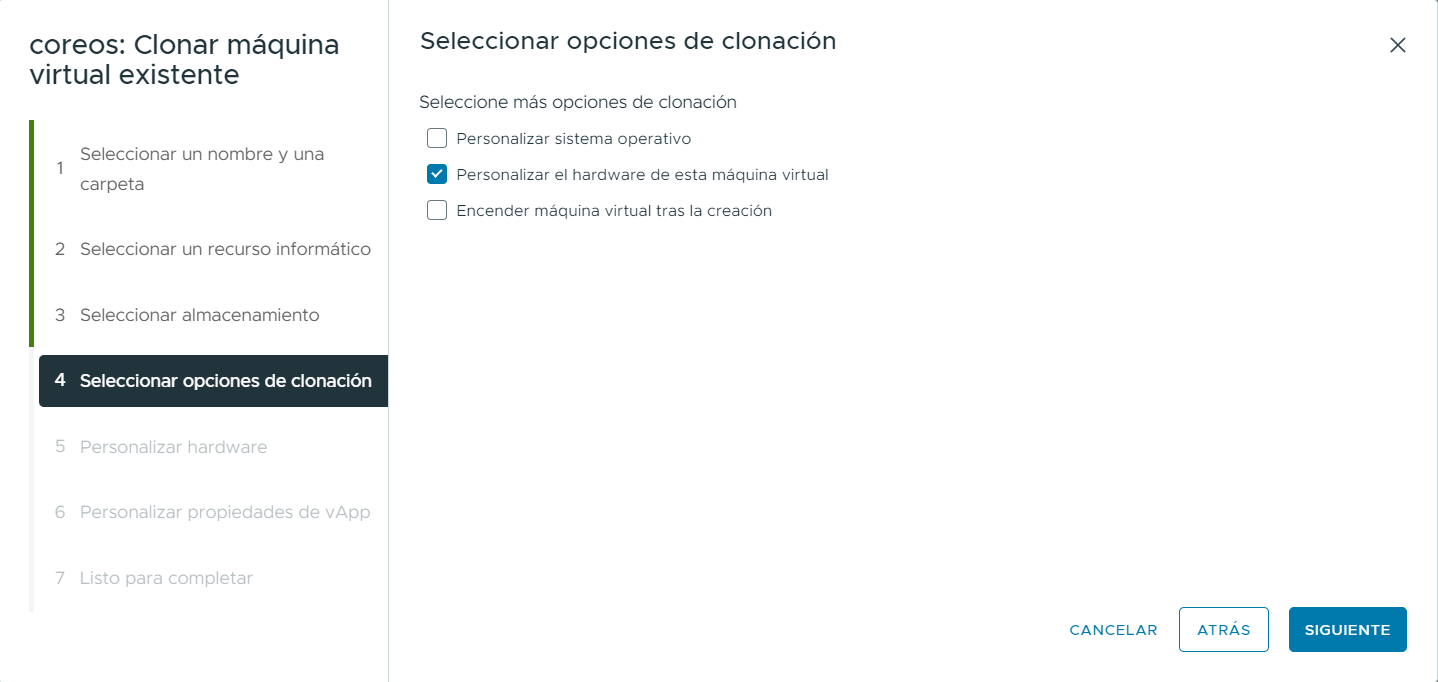 coreos: Clonar máquina
virtual existente
1 Seleccionar un nombre y una
carpeta
2 Seleccionar un recurso informático
3 Seleccionar almacenamiento
4 Seleccionar opciones de clonación
5 Personalizar hardware
6 Personalizar propiedades de vApp
7 Listo para completar
Seleccionar opciones de clonación
Seleccione más opciones de clonación
Personalizar sistema operativo
Personalizar el hardware de esta máquina virtual
Encender máquina virtual tras la creación
CANCELAR ATRÁS SIGUIENTE